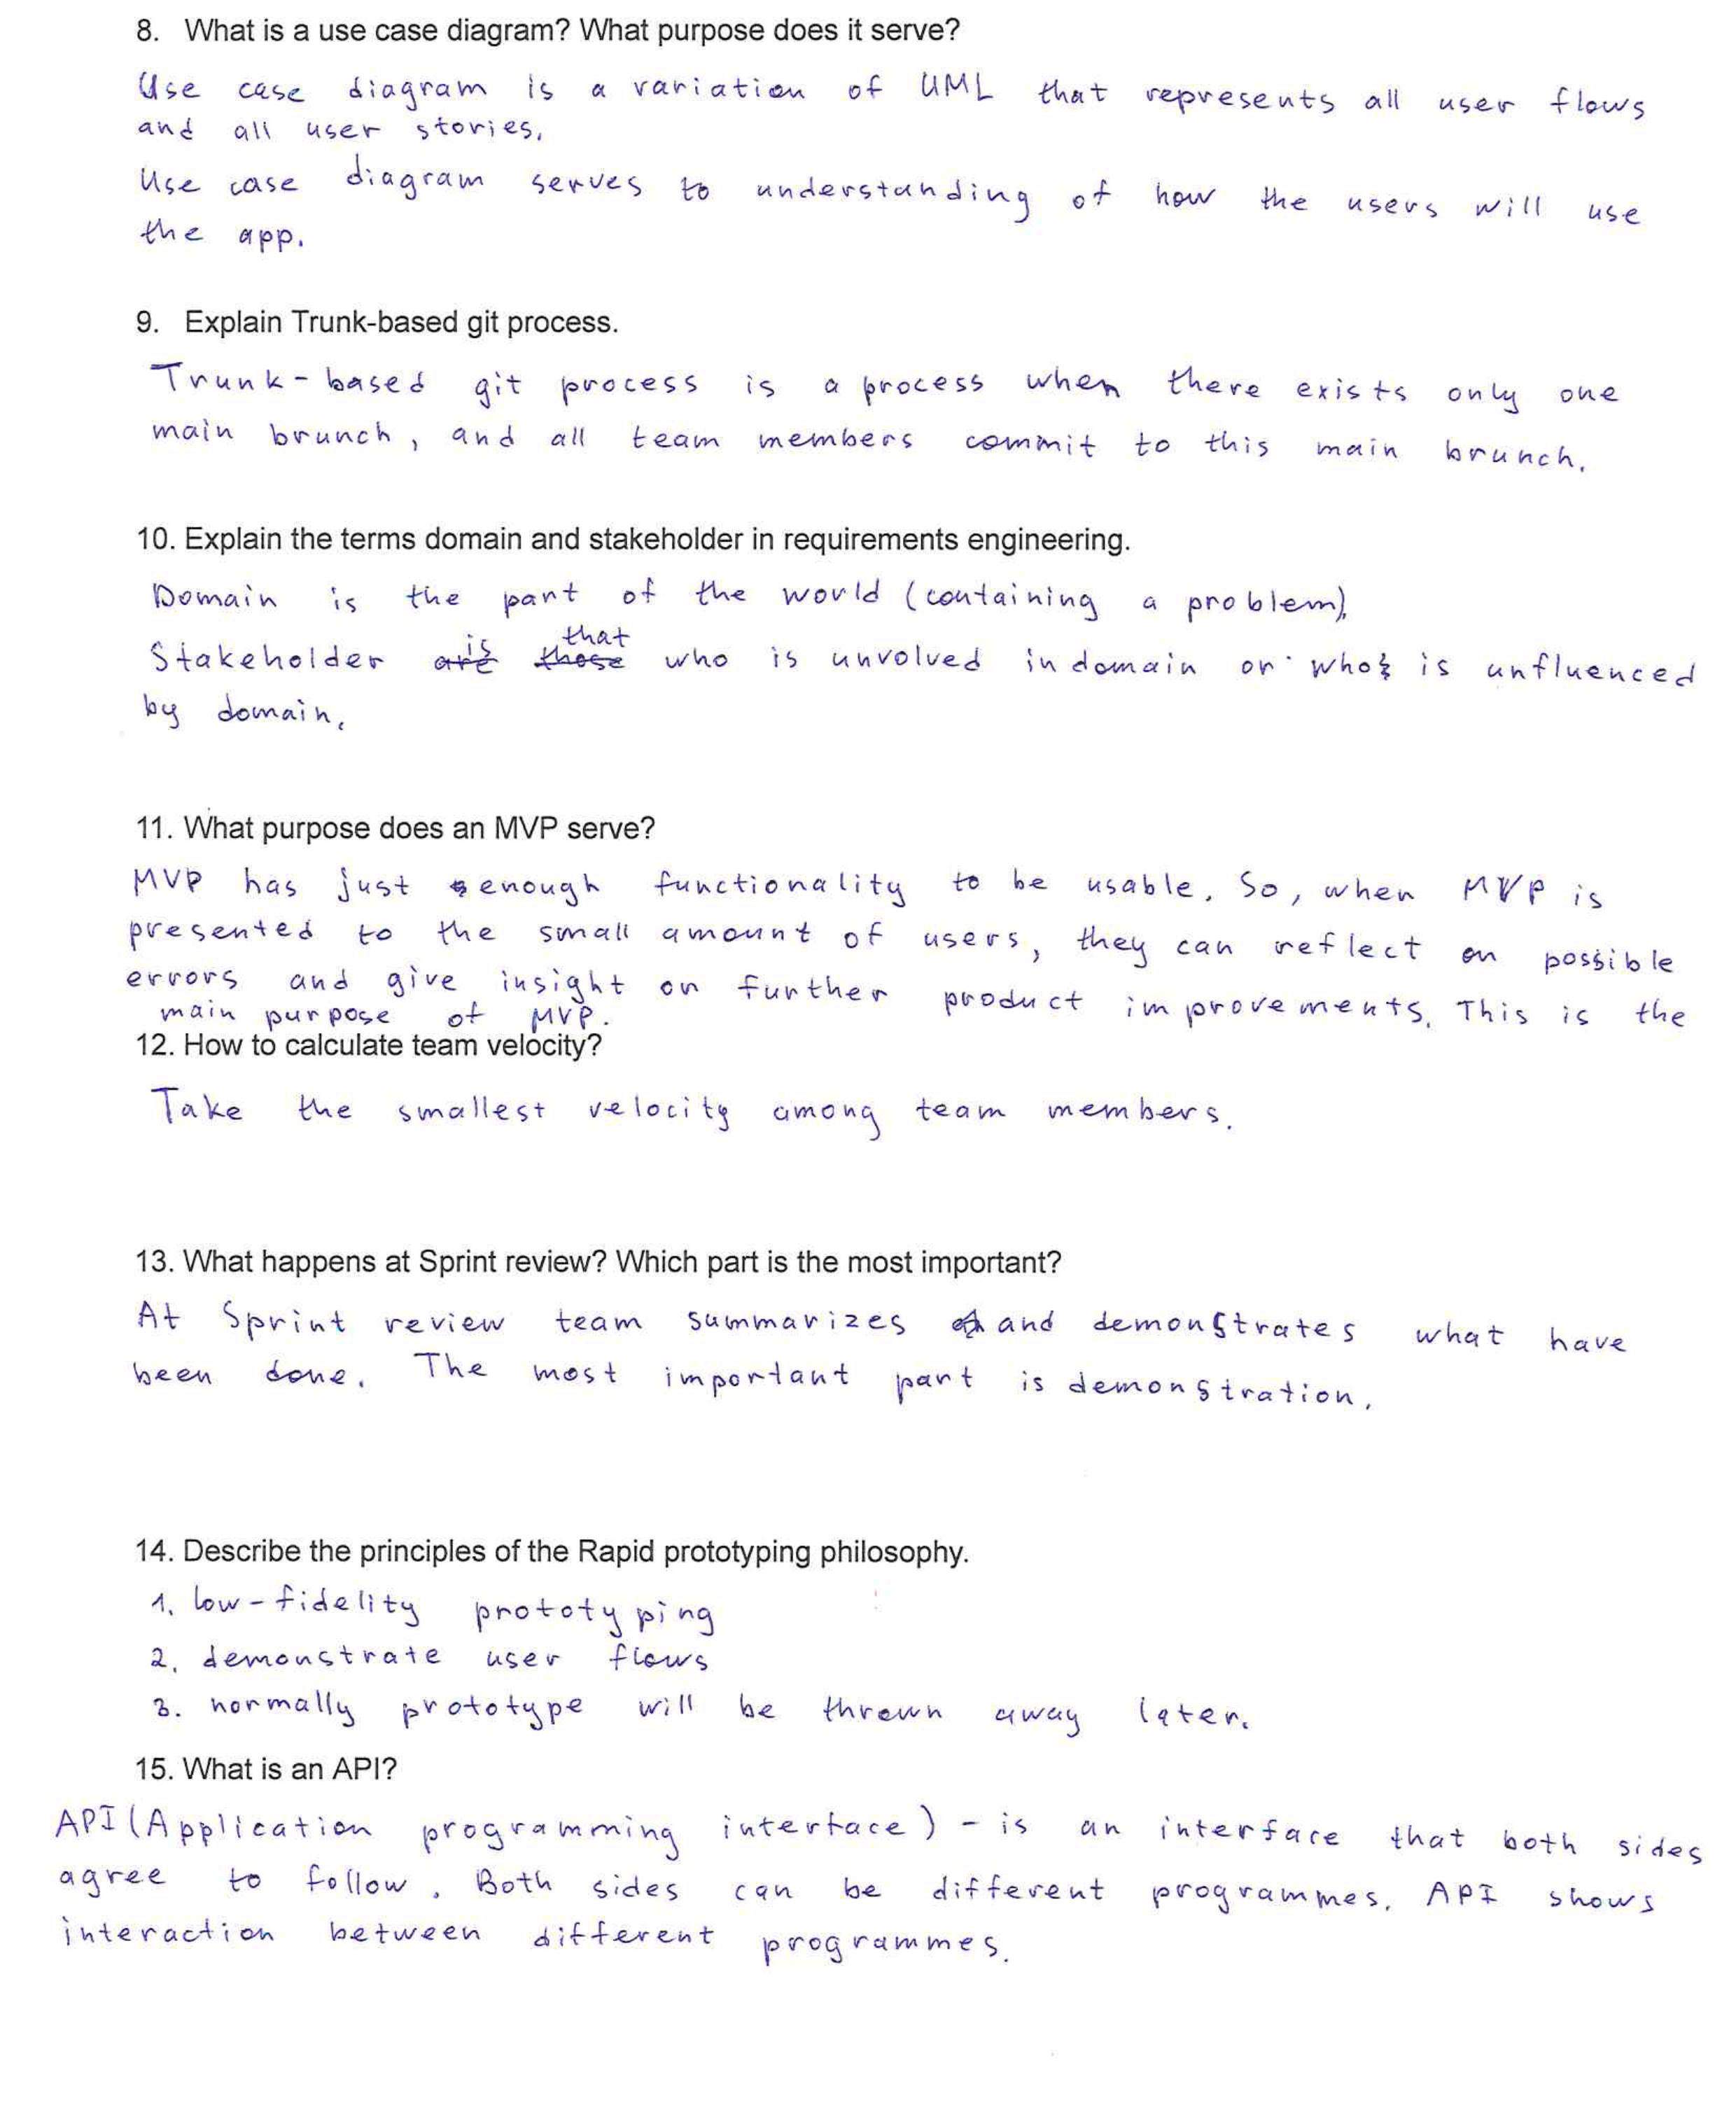 8. What is a use case diagram? What purpose does it serve?
Use case diagram is a variation of UML that represents all user flows
and all user stories.
Use case diagram serves to understanding of how the users will use
the app.
9. Explain Trunk-based git process.
Trunk-based git process is a process when there exists only one
main brunch, and all team members commit to this main brunch.
10. Explain the terms domain and stakeholder in requirements engineering.
Domain is the part of the world (containing a problem).
Stakeholder is that who is unvolved in domain or who is unfluenced
by domain.
11. What purpose does an MVP serve?
MVP has just enough functionality to be usable. So, when MVP is
presented to the small amount of users, they can reflect on possible
errors and give insight on further product improvements. This is the
main purpose of MVP.
12. How to calculate team velocity?
Take the smallest velocity among team members.
13. What happens at Sprint review? Which part is the most important?
At Sprint review team summarizes and demonstrates what have
been done. The most important part is demonstration.
14. Describe the principles of the Rapid prototyping philosophy.
1. low-fidelity prototyping
2. demonstrate user flows
3. normally prototype will be thrown away later.
15. What is an API?
API (Application programming interface) - is an interface that both sides
agree to follow. Both sides can be different programmes. API shows
interaction between different programmes.